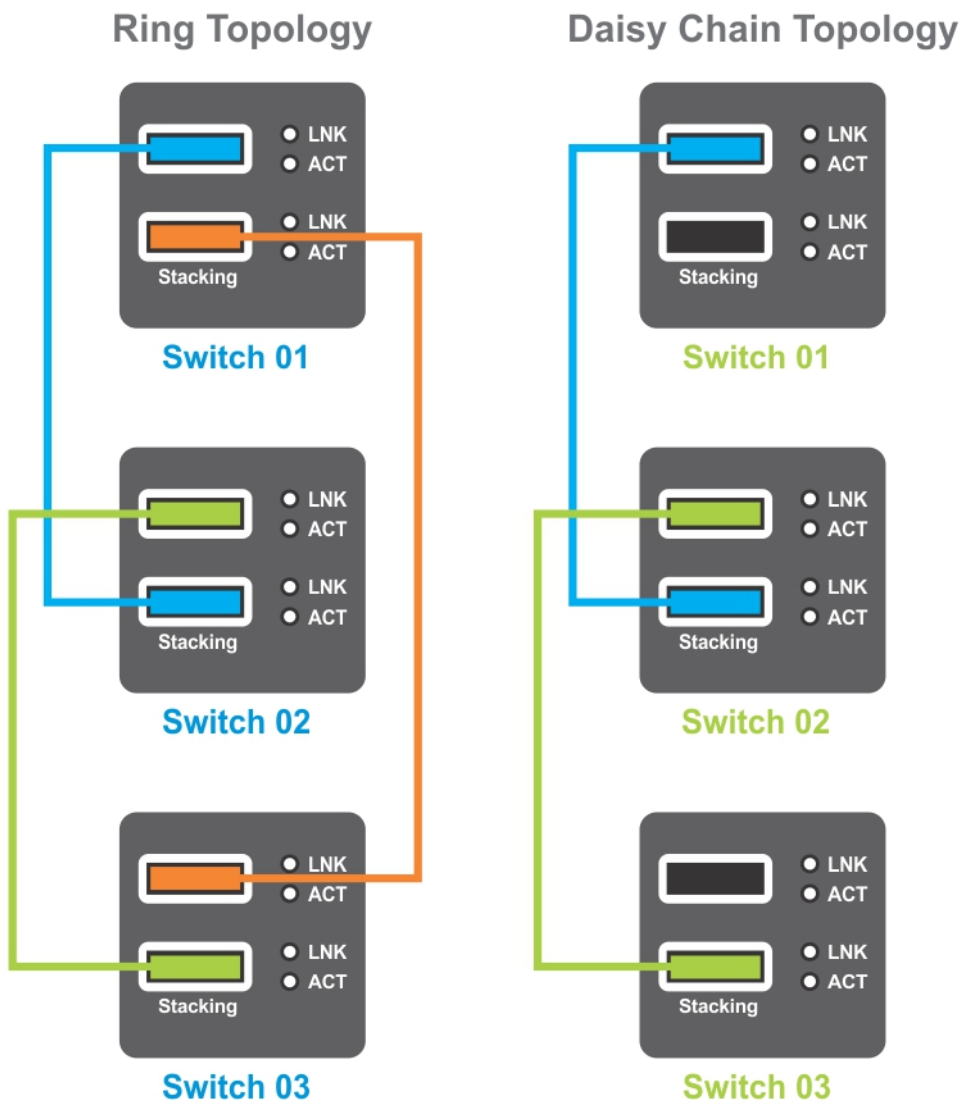 Ring Topology
LNK
ACT
LNK
ACT
Stacking
Switch 01
LNK
ACT
LNK
ACT
Stacking
Switch 02
LNK
ACT
LNK
ACT
Stacking
Switch 03
Daisy Chain Topology
LNK
ACT
LNK
ACT
Stacking
Switch 01
LNK
ACT
LNK
ACT
Stacking
Switch 02
LNK
ACT
LNK
ACT
Stacking
Switch 03